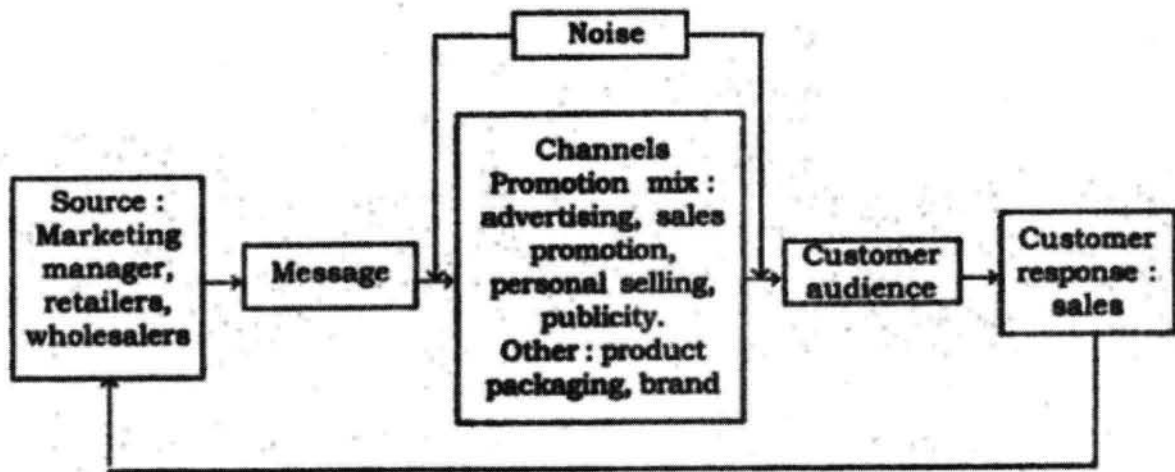 Noise
Source :
Marketing
manager,
retailers,
wholesalers
Message
Channels
Promotion mix :
advertising, sales
promotion,
personal selling,
publicity.
Other : product
packaging, brand
Customer
audience
Customer
response :
sales